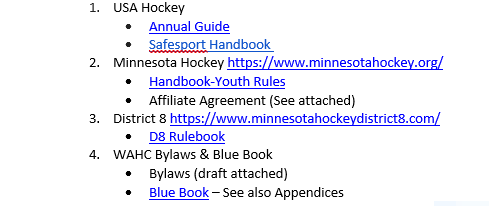 1. USA Hockey
• Annual Guide
• Safesport Handbook
2. Minnesota Hockey https://www.minnesotahockey.org/
• Handbook-Youth Rules
• Affiliate Agreement (See attached)
3. District 8 https://www.minnesotahockeydistrict8.com/
• D8 Rulebook
4. WAHC Bylaws & Blue Book
• Bylaws (draft attached)
• Blue Book – See also Appendices